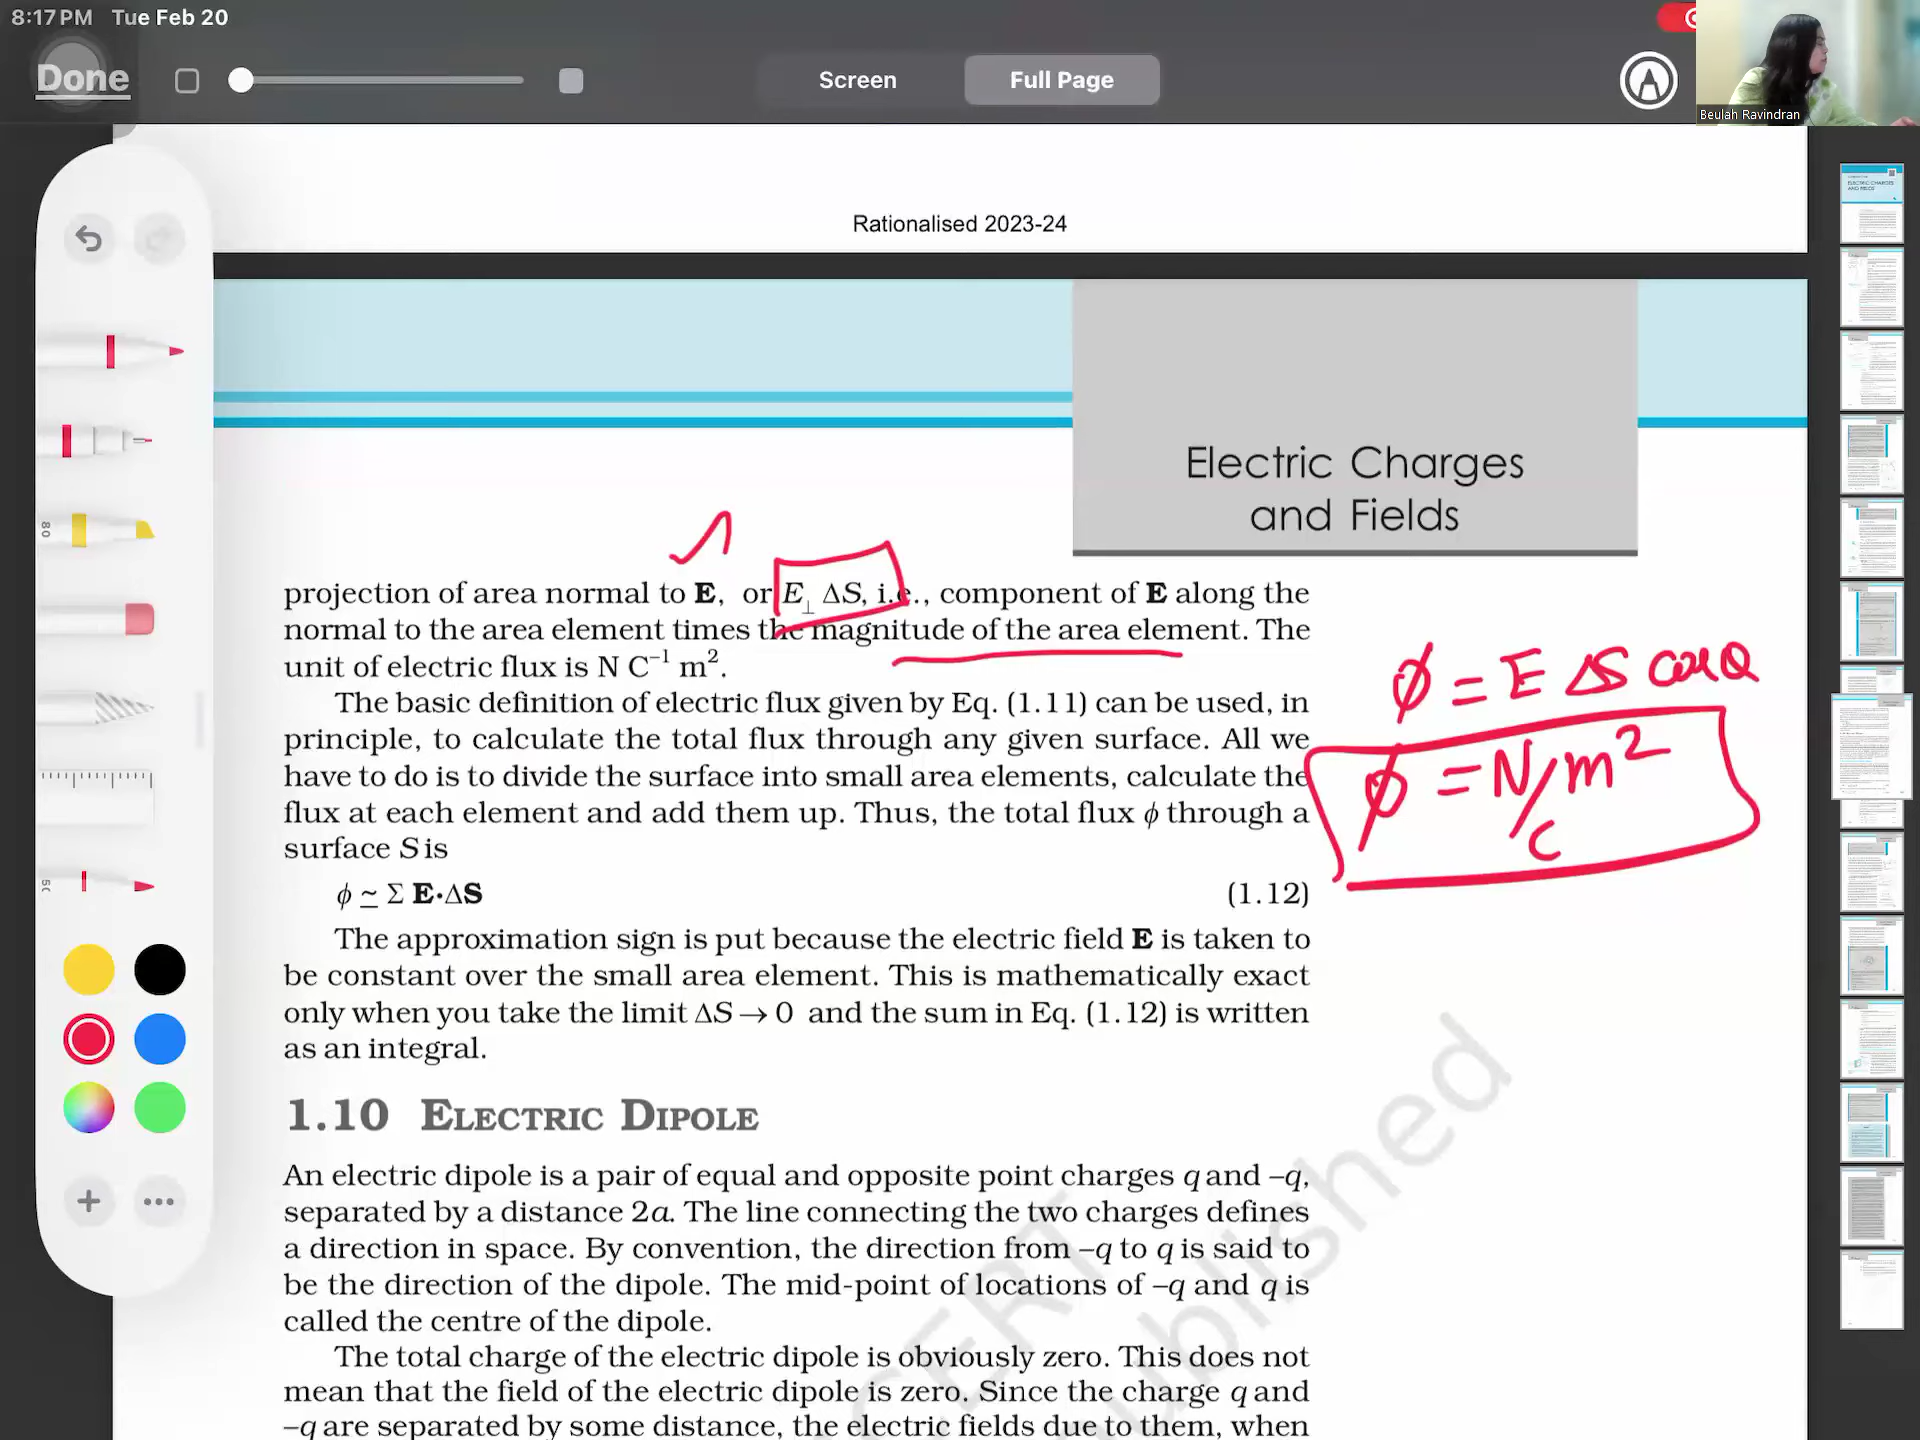 8:17 PM Tue Feb 20
Done
Screen
Full Page
Beulah Ravindran
Rationalised 2023-24
Electric Charges
and Fields
projection of area normal to E, or E⊥ ΔS, i.e., component of E along the
normal to the area element times the magnitude of the area element. The
unit of electric flux is N C⁻¹ m².
The basic definition of electric flux given by Eq. (1.11) can be used, in
principle, to calculate the total flux through any given surface. All we
have to do is to divide the surface into small area elements, calculate the
flux at each element and add them up. Thus, the total flux ϕ through a
surface S is
ϕ ≃ Σ E·ΔS (1.12)
The approximation sign is put because the electric field E is taken to
be constant over the small area element. This is mathematically exact
only when you take the limit ΔS → 0 and the sum in Eq. (1.12) is written
as an integral.
1.10 ELECTRIC DIPOLE
An electric dipole is a pair of equal and opposite point charges q and –q,
separated by a distance 2a. The line connecting the two charges defines
a direction in space. By convention, the direction from –q to q is said to
be the direction of the dipole. The mid-point of locations of –q and q is
called the centre of the dipole.
The total charge of the electric dipole is obviously zero. This does not
mean that the field of the electric dipole is zero. Since the charge q and
–q are separated by some distance, the electric fields due to them, when
ϕ = E ΔS cos θ
ϕ = N/C m²
80